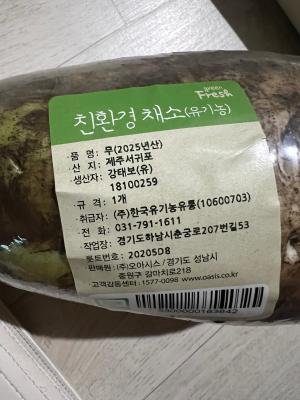 green
Fresh
친환경 채소(유기농)
· 품 명: 무(2025년산)
· 산 지: 제주서귀포
· 생산자: 강태보(유)
18100259
· 규 격: 1개
· 취급자: (주)한국유기농유통(10600703)
· 전 화: 031-791-1611
· 작업장: 경기도하남시춘궁로207번길53
롯트번호: 2020508
· 판매원: (주)오아시스/경기도 성남시
중원구 갈마치로218
· 고객감동센터: 1577-0098 www.oasis.co.kr